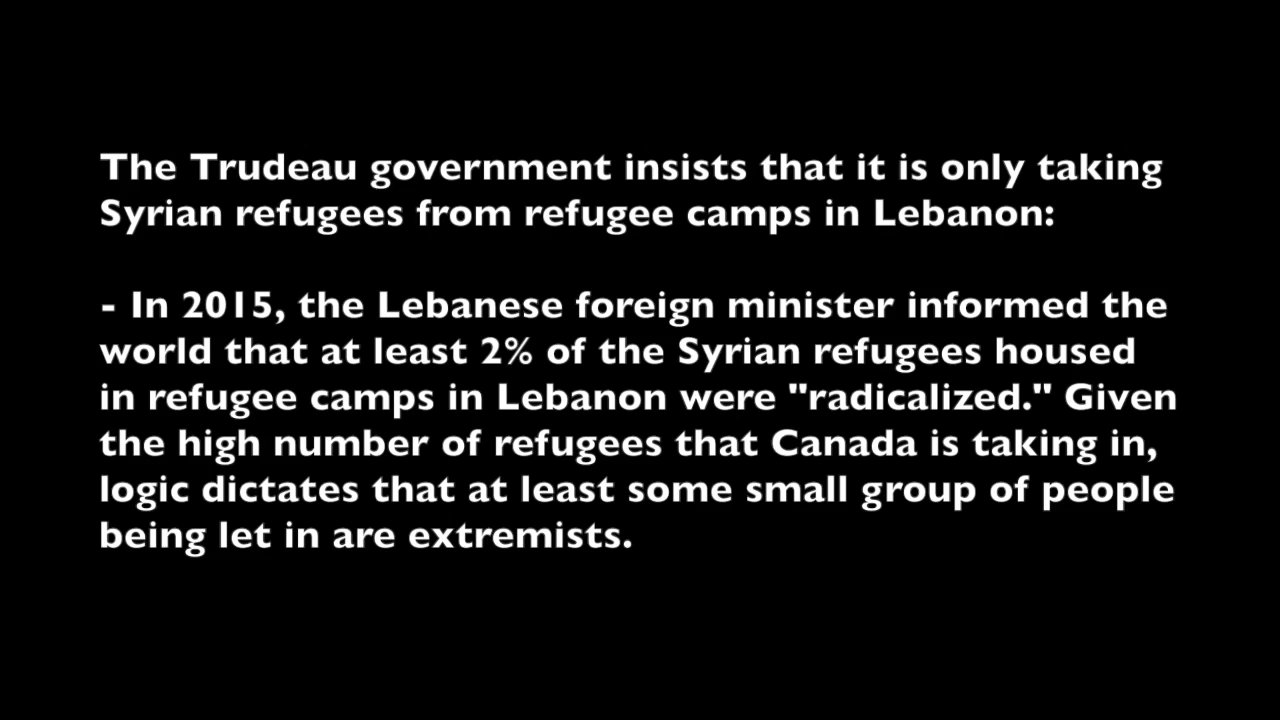 The Trudeau government insists that it is only taking
Syrian refugees from refugee camps in Lebanon:
- In 2015, the Lebanese foreign minister informed the
world that at least 2% of the Syrian refugees housed
in refugee camps in Lebanon were "radicalized." Given
the high number of refugees that Canada is taking in,
logic dictates that at least some small group of people
being let in are extremists.